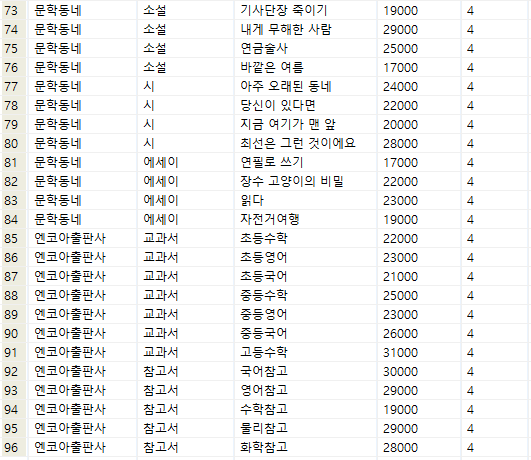 73 문학동네 소설 기사단장 죽이기 19000 4
74 문학동네 소설 내게 무해한 사람 29000 4
75 문학동네 소설 연금술사 25000 4
76 문학동네 소설 바깥은 여름 17000 4
77 문학동네 시 아주 오래된 동네 24000 4
78 문학동네 시 당신이 있다면 22000 4
79 문학동네 시 지금 여기가 맨 앞 20000 4
80 문학동네 시 최선은 그런 것이에요 28000 4
81 문학동네 에세이 연필로 쓰기 17000 4
82 문학동네 에세이 장수 고양이의 비밀 22000 4
83 문학동네 에세이 읽다 23000 4
84 문학동네 에세이 자전거여행 19000 4
85 엔코아출판사 교과서 초등수학 22000 4
86 엔코아출판사 교과서 초등영어 23000 4
87 엔코아출판사 교과서 초등국어 21000 4
88 엔코아출판사 교과서 중등수학 25000 4
89 엔코아출판사 교과서 중등영어 23000 4
90 엔코아출판사 교과서 중등국어 26000 4
91 엔코아출판사 교과서 고등수학 31000 4
92 엔코아출판사 참고서 국어참고 30000 4
93 엔코아출판사 참고서 영어참고 29000 4
94 엔코아출판사 참고서 수학참고 19000 4
95 엔코아출판사 참고서 물리참고 29000 4
96 엔코아출판사 참고서 화학참고 28000 4